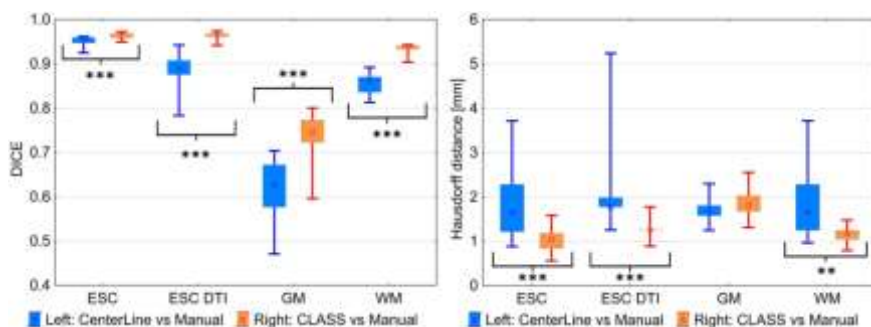 1.0
0.9
0.8
0.7
0.6
0.5
0.4
DICE
***
***
***
***
ESC
ESC DTI
GM
WM
Left: CenterLine vs Manual
Right: CLASS vs Manual
6
5
4
3
2
1
0
Hausdorff distance [mm]
***
***
**
ESC
ESC DTI
GM
WM
Left: CenterLine vs Manual
Right: CLASS vs Manual